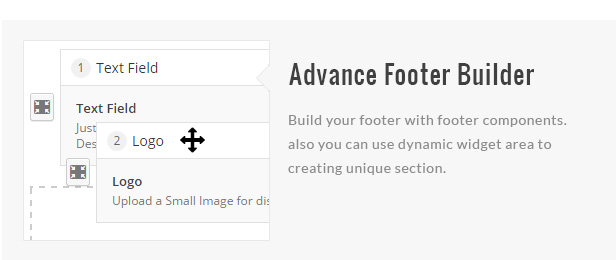 1 Text Field
Text Field
Just
Des
2 Logo
Logo
Upload a Small Image for dis
Advance Footer Builder
Build your footer with footer components.
also you can use dynamic widget area to
creating unique section.